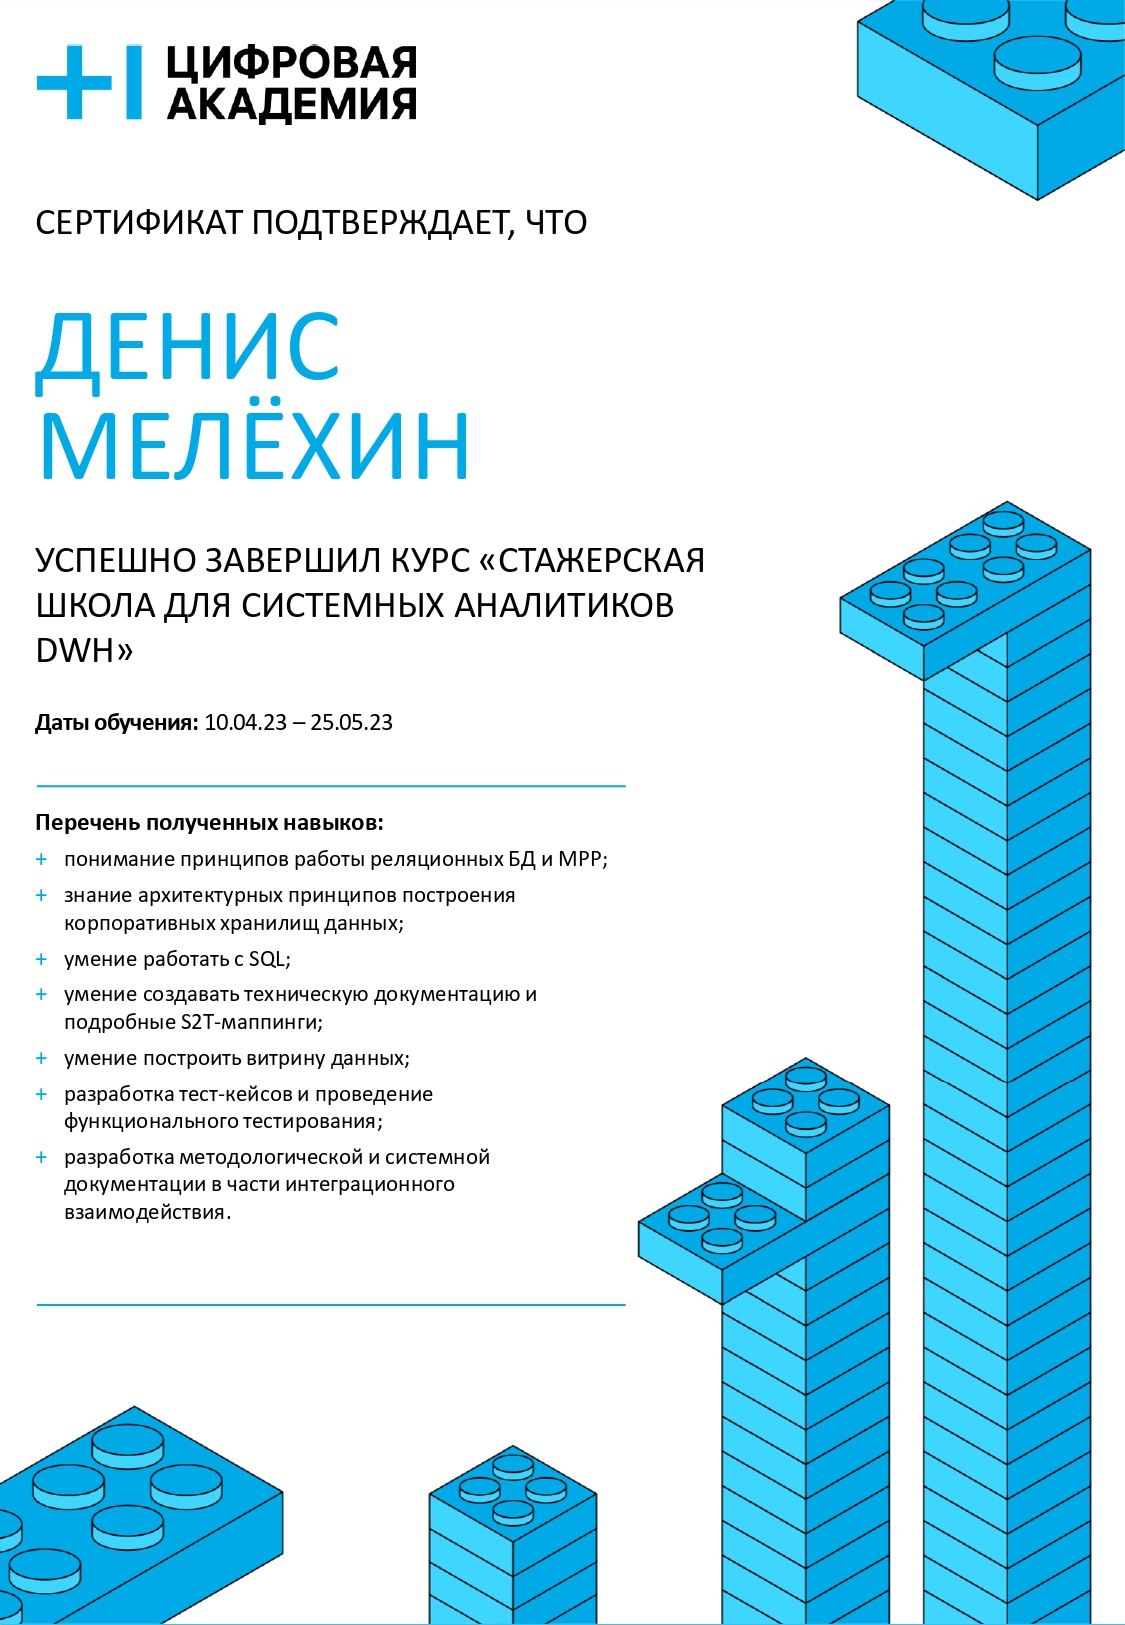 ЦИФРОВАЯ
АКАДЕМИЯ
СЕРТИФИКАТ ПОДТВЕРЖДАЕТ, ЧТО
ДЕНИС
МЕЛЁХИН
УСПЕШНО ЗАВЕРШИЛ КУРС «СТАЖЕРСКАЯ
ШКОЛА ДЛЯ СИСТЕМНЫХ АНАЛИТИКОВ
DWH»
Даты обучения: 10.04.23 – 25.05.23
Перечень полученных навыков:
+ понимание принципов работы реляционных БД и MPP;
+ знание архитектурных принципов построения
корпоративных хранилищ данных;
+ умение работать с SQL;
+ умение создавать техническую документацию и
подробные S2T-маппинги;
+ умение построить витрину данных;
+ разработка тест-кейсов и проведение
функционального тестирования;
+ разработка методологической и системной
документации в части интеграционного
взаимодействия.